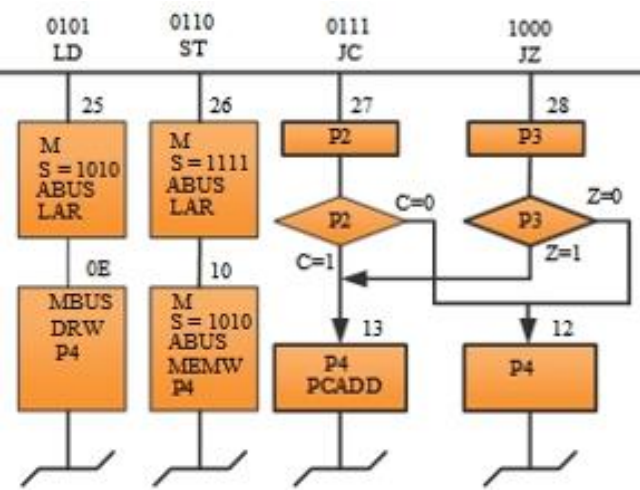 0101
LD
0110
ST
0111
JC
1000
JZ
25
M
S = 1010
ABUS
LAR
26
M
S = 1111
ABUS
LAR
27
P2
28
P3
P2
C=0
C=1
P3
Z=0
Z=1
0E
MBUS
DRW
P4
10
M
S = 1010
ABUS
MEMW
P4
13
P4
PCADD
12
P4